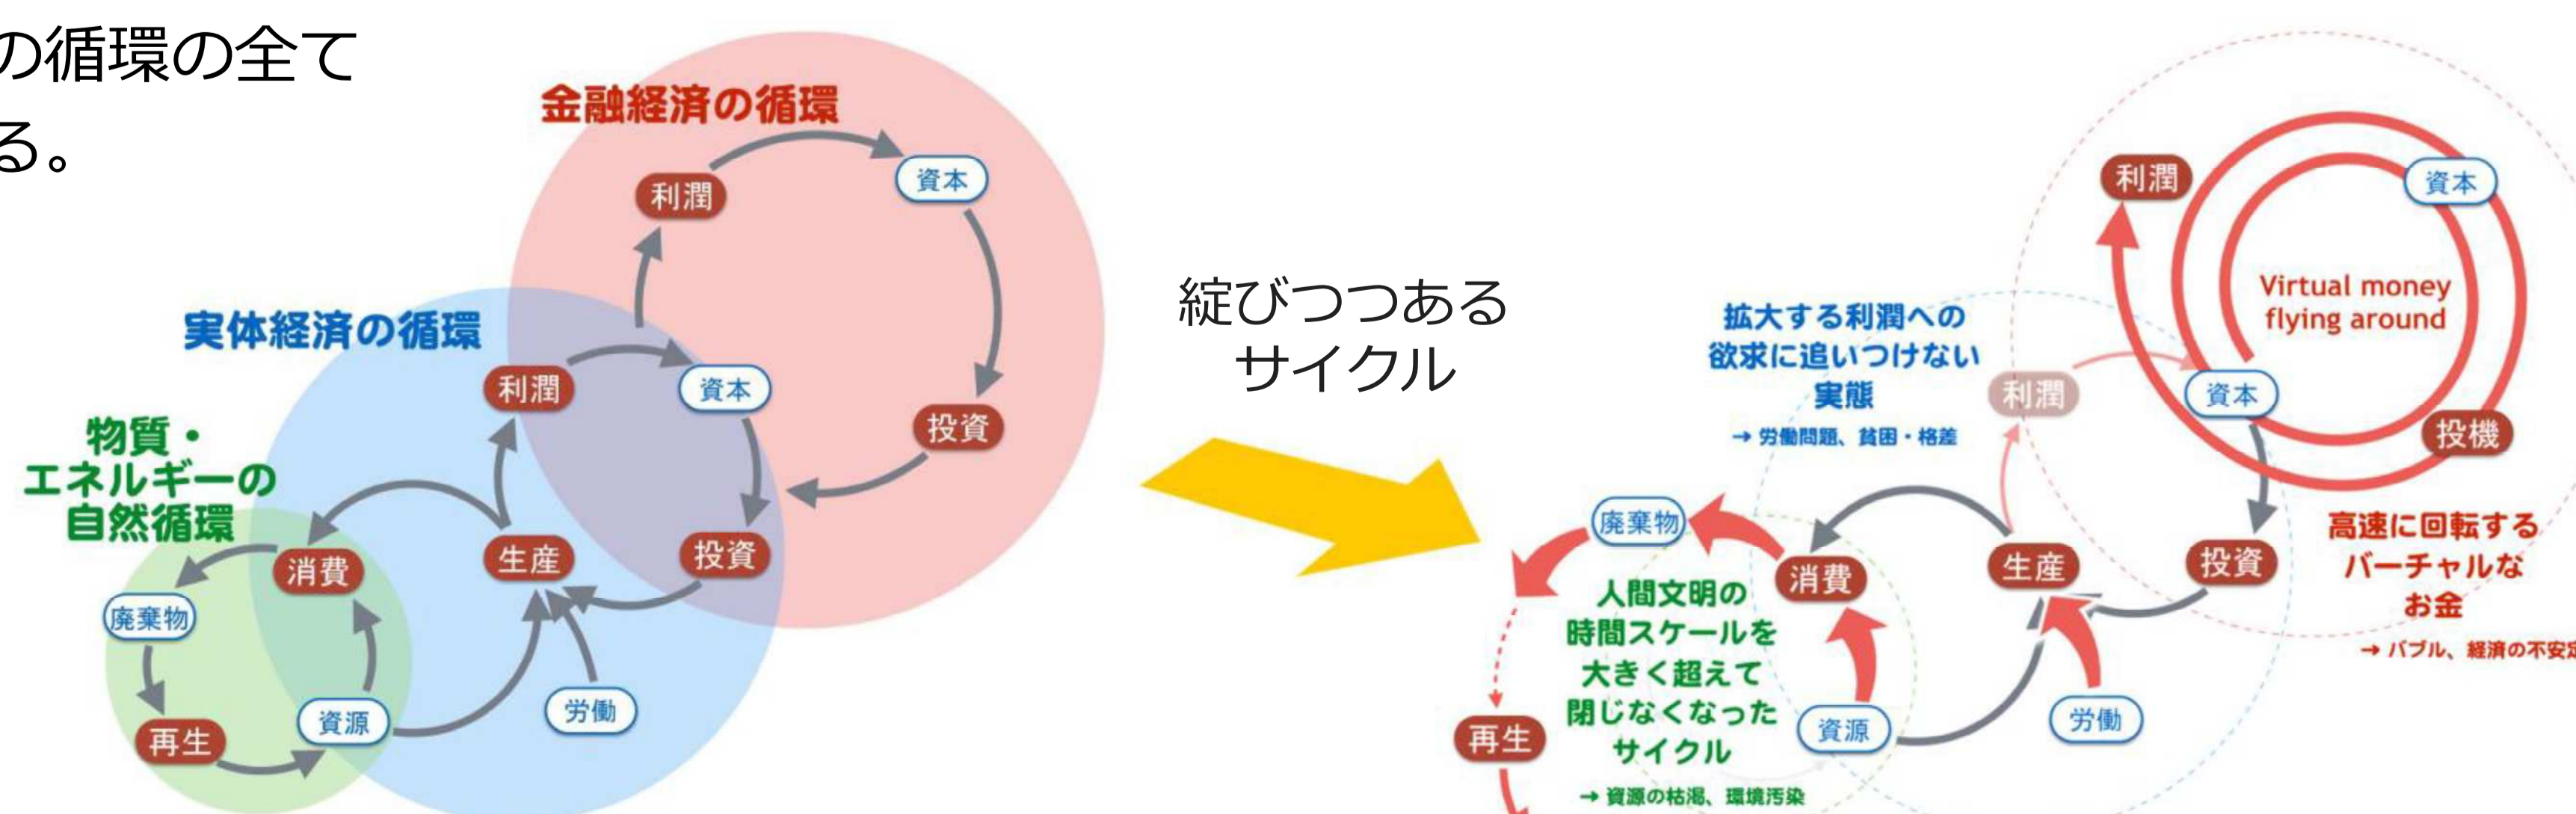 の循環の全て
る。
金融経済の循環
利潤
資本
投資
実体経済の循環
利潤
資本
投資
生産
労働
物質・
エネルギーの
自然循環
消費
廃棄物
再生
資源
綻びつつある
サイクル
利潤
資本
Virtual money
flying around
投機
拡大する利潤への
欲求に追いつけない
実態
→ 労働問題、貧困・格差
利潤
資本
投資
生産
労働
高速に回転する
バーチャルな
お金
→ バブル、経済の不安定
廃棄物
消費
人間文明の
時間スケールを
大きく超えて
閉じなくなった
サイクル
→ 資源の枯渇、環境汚染
再生
資源